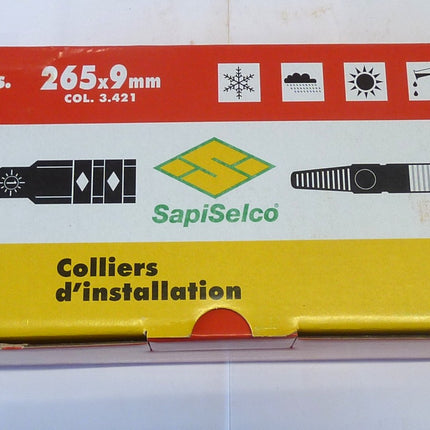 s. 265x9mm
COL. 3.421
SapiSelco
Colliers
d'installation